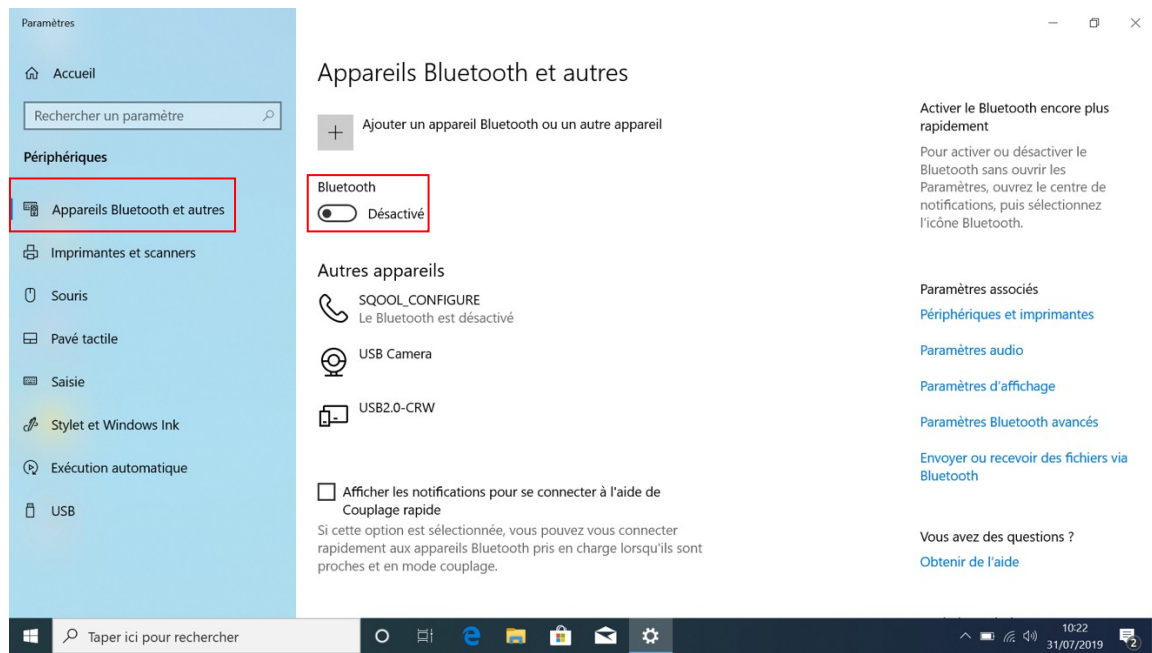 Paramètres
Accueil
Rechercher un paramètre
Périphériques
Appareils Bluetooth et autres
Imprimantes et scanners
Souris
Pavé tactile
Saisie
Stylet et Windows Ink
Exécution automatique
USB
Appareils Bluetooth et autres
Ajouter un appareil Bluetooth ou un autre appareil
Bluetooth
Désactivé
Autres appareils
SQOOL_CONFIGURE
Le Bluetooth est désactivé
USB Camera
USB2.0-CRW
Afficher les notifications pour se connecter à l'aide de
Couplage rapide
Si cette option est sélectionnée, vous pouvez vous connecter
rapidement aux appareils Bluetooth pris en charge lorsqu'ils sont
proches et en mode couplage.
Activer le Bluetooth encore plus
rapidement
Pour activer ou désactiver le
Bluetooth sans ouvrir les
Paramètres, ouvrez le centre de
notifications, puis sélectionnez
l'icône Bluetooth.
Paramètres associés
Périphériques et imprimantes
Paramètres audio
Paramètres d'affichage
Paramètres Bluetooth avancés
Envoyer ou recevoir des fichiers via
Bluetooth
Vous avez des questions ?
Obtenir de l'aide
Taper ici pour rechercher
10:22
31/07/2019
2